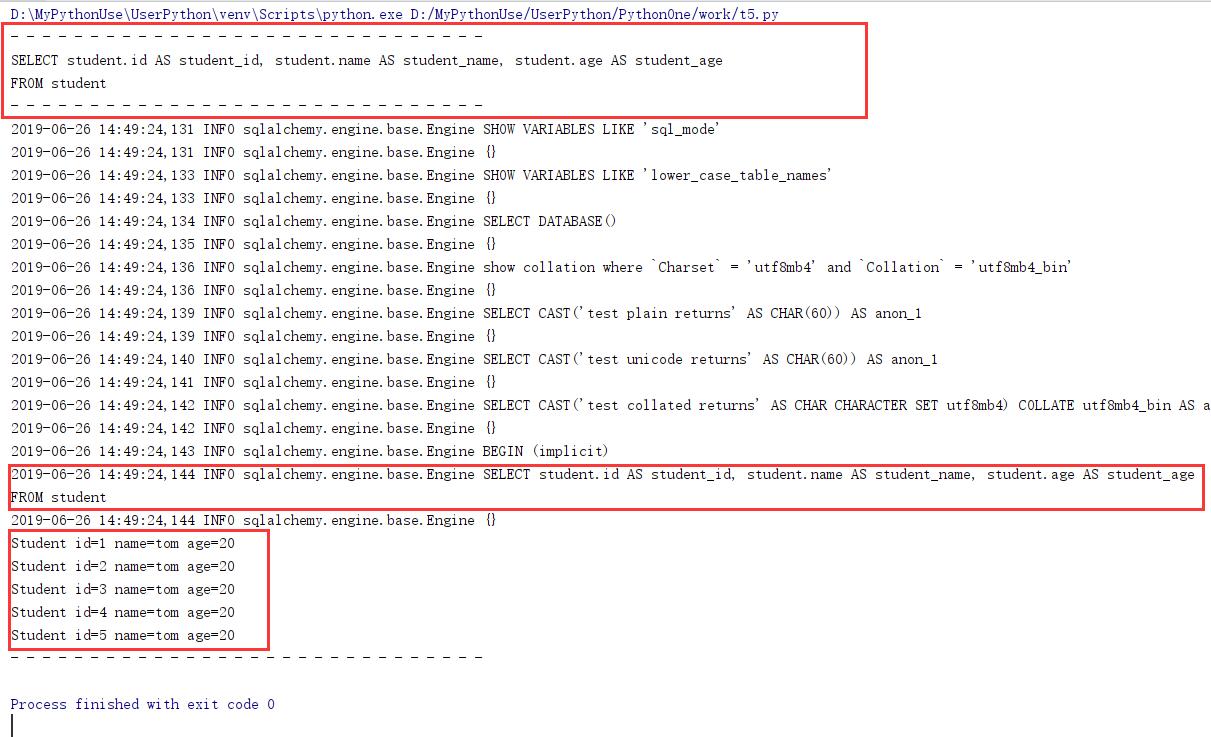 D:\MyPythonUse\UserPython\venv\Scripts\python.exe D:/MyPythonUse/UserPython/PythonOne/work/t5.py
- - - - - - - - - - - - - - - - - - - - - - - - - - - - - -
SELECT student.id AS student_id, student.name AS student_name, student.age AS student_age
FROM student
- - - - - - - - - - - - - - - - - - - - - - - - - - - - - -
2019-06-26 14:49:24,131 INFO sqlalchemy.engine.base.Engine SHOW VARIABLES LIKE 'sql_mode'
2019-06-26 14:49:24,131 INFO sqlalchemy.engine.base.Engine {}
2019-06-26 14:49:24,133 INFO sqlalchemy.engine.base.Engine SHOW VARIABLES LIKE 'lower_case_table_names'
2019-06-26 14:49:24,133 INFO sqlalchemy.engine.base.Engine {}
2019-06-26 14:49:24,134 INFO sqlalchemy.engine.base.Engine SELECT DATABASE()
2019-06-26 14:49:24,135 INFO sqlalchemy.engine.base.Engine {}
2019-06-26 14:49:24,136 INFO sqlalchemy.engine.base.Engine show collation where `Charset` = 'utf8mb4' and `Collation` = 'utf8mb4_bin'
2019-06-26 14:49:24,136 INFO sqlalchemy.engine.base.Engine {}
2019-06-26 14:49:24,139 INFO sqlalchemy.engine.base.Engine SELECT CAST('test plain returns' AS CHAR(60)) AS anon_1
2019-06-26 14:49:24,139 INFO sqlalchemy.engine.base.Engine {}
2019-06-26 14:49:24,140 INFO sqlalchemy.engine.base.Engine SELECT CAST('test unicode returns' AS CHAR(60)) AS anon_1
2019-06-26 14:49:24,141 INFO sqlalchemy.engine.base.Engine {}
2019-06-26 14:49:24,142 INFO sqlalchemy.engine.base.Engine SELECT CAST('test collated returns' AS CHAR CHARACTER SET utf8mb4) COLLATE utf8mb4_bin AS a
2019-06-26 14:49:24,142 INFO sqlalchemy.engine.base.Engine {}
2019-06-26 14:49:24,143 INFO sqlalchemy.engine.base.Engine BEGIN (implicit)
2019-06-26 14:49:24,144 INFO sqlalchemy.engine.base.Engine SELECT student.id AS student_id, student.name AS student_name, student.age AS student_age
FROM student
2019-06-26 14:49:24,144 INFO sqlalchemy.engine.base.Engine {}
Student id=1 name=tom age=20
Student id=2 name=tom age=20
Student id=3 name=tom age=20
Student id=4 name=tom age=20
Student id=5 name=tom age=20
- - - - - - - - - - - - - - - - - - - - - - - - - - - - - -
Process finished with exit code 0